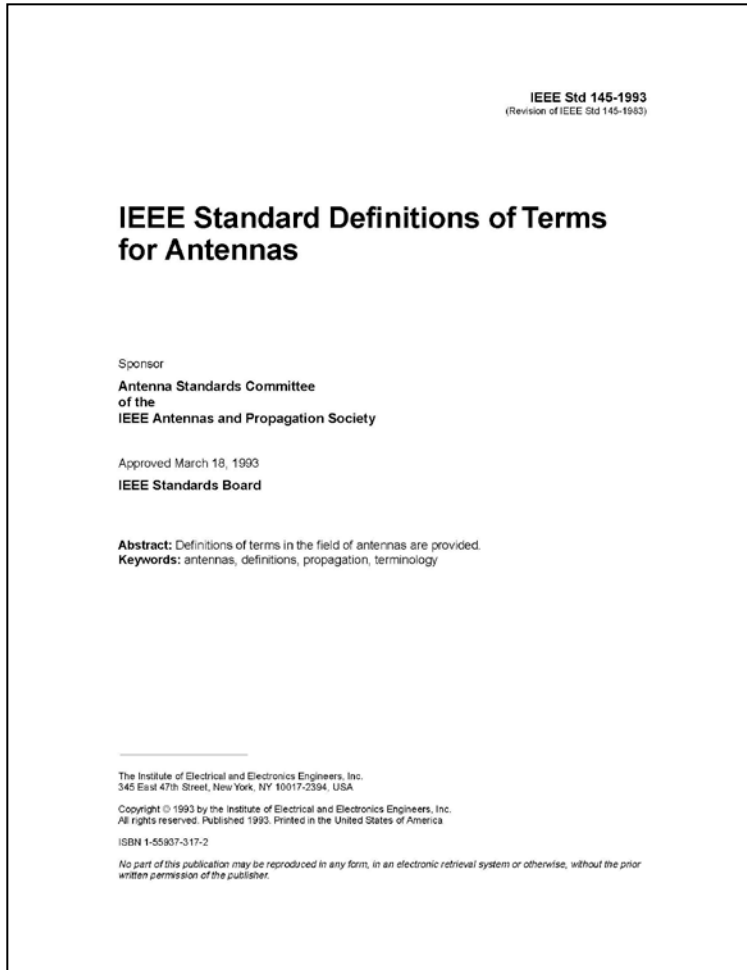 IEEE Std 145-1993
(Revision of IEEE Std 145-1983)
IEEE Standard Definitions of Terms
for Antennas
Sponsor
Antenna Standards Committee
of the
IEEE Antennas and Propagation Society
Approved March 18, 1993
IEEE Standards Board
Abstract: Definitions of terms in the field of antennas are provided.
Keywords: antennas, definitions, propagation, terminology
The Institute of Electrical and Electronics Engineers, Inc.
345 East 47th Street, New York, NY 10017-2394, USA
Copyright © 1993 by the Institute of Electrical and Electronics Engineers, Inc.
All rights reserved. Published 1993. Printed in the United States of America
ISBN 1-55937-317-2
No part of this publication may be reproduced in any form, in an electronic retrieval system or otherwise, without the prior
written permission of the publisher.